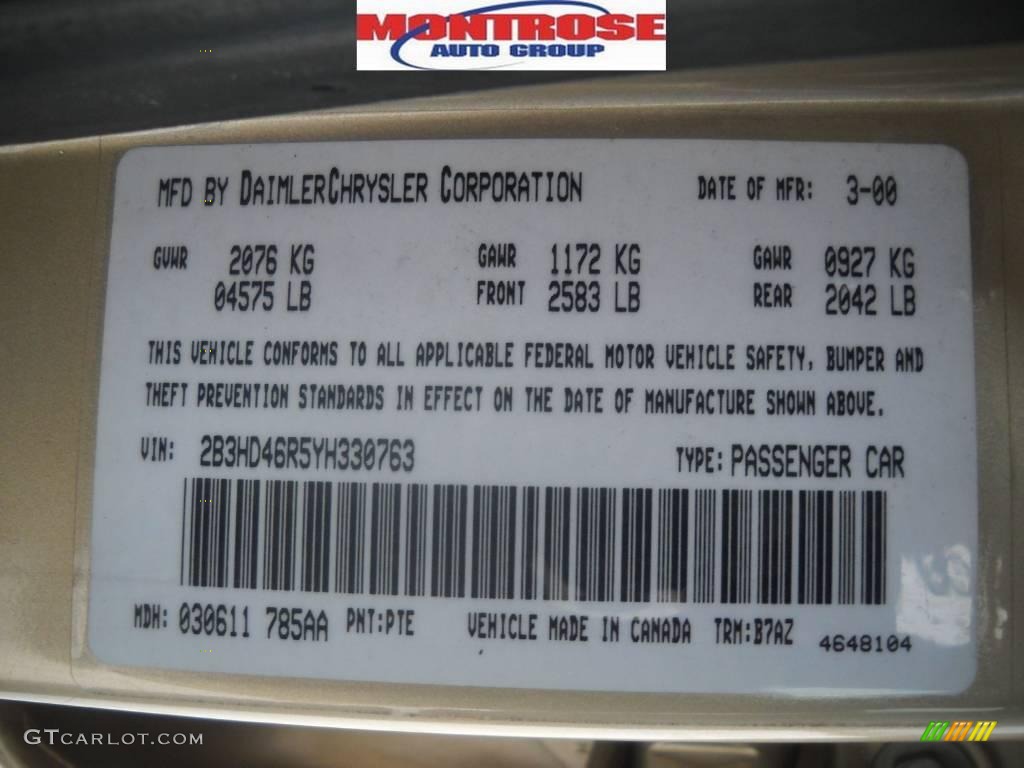 MONTROSE
AUTO GROUP
MFD BY DAIMLERCHRYSLER CORPORATION DATE OF MFR: 3-00
GVWR 2076 KG GAWR 1172 KG GAWR 0927 KG
04575 LB FRONT 2583 LB REAR 2042 LB
THIS VEHICLE CONFORMS TO ALL APPLICABLE FEDERAL MOTOR VEHICLE SAFETY, BUMPER AND
THEFT PREVENTION STANDARDS IN EFFECT ON THE DATE OF MANUFACTURE SHOWN ABOVE.
VIN: 2B3HD46R5YH330763 TYPE: PASSENGER CAR
MDH: 030611 785AA PNT:PTE VEHICLE MADE IN CANADA TRM:B7AZ 4648104
GTCARLOT.COM